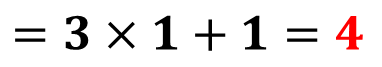 = 3 × 1 + 1 = 4